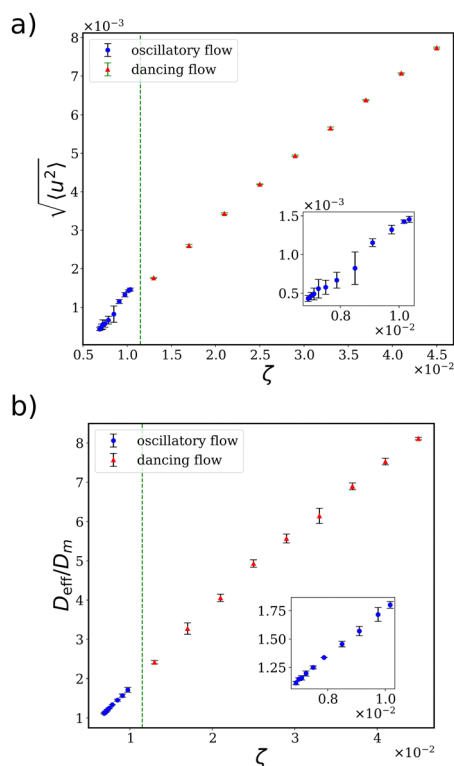 a)
×10⁻³
oscillatory flow
dancing flow
8
7
6
5
4
3
2
1
√⟨u²⟩
×10⁻³
1.5
1.0
0.5
0.8 1.0
×10⁻²
0.5 1.0 1.5 2.0 2.5 3.0 3.5 4.0 4.5
×10⁻²
ζ
b)
oscillatory flow
dancing flow
8
7
6
5
4
3
2
1
D_eff/D_m
1.75
1.50
1.25
0.8 1.0
×10⁻²
1 2 3 4
×10⁻²
ζ